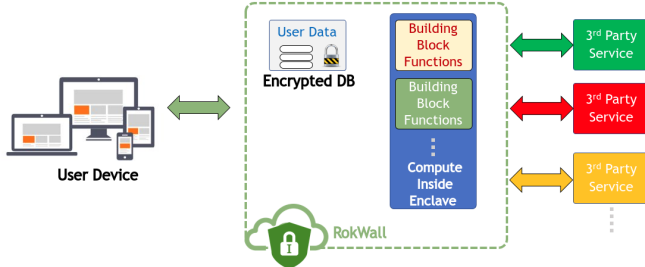 User Data
Encrypted DB
Building
Block
Functions
Building
Block
Functions
Compute
Inside
Enclave
3rd Party
Service
3rd Party
Service
3rd Party
Service
User Device
RokWall
I